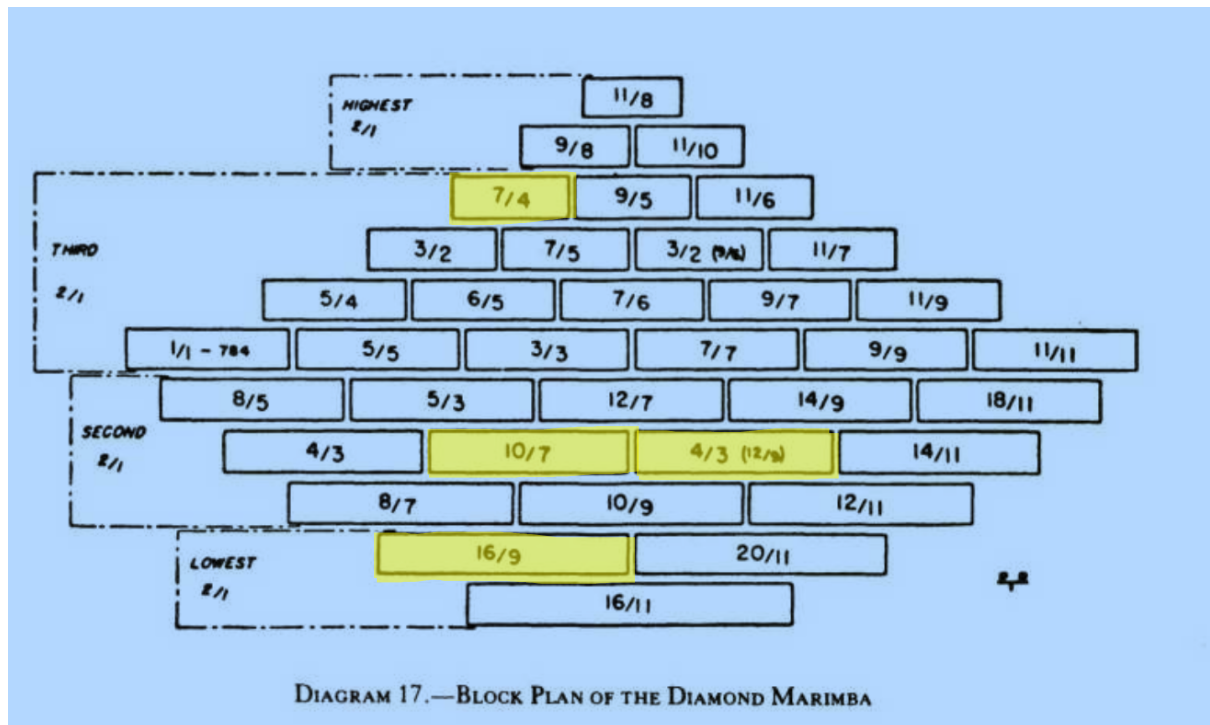 HIGHEST
2/1
11/8
9/8 11/10
THIRD
2/1
7/4 9/5 11/6
3/2 7/5 3/2 (9/6) 11/7
5/4 6/5 7/6 9/7 11/9
1/1 - 784 5/5 3/3 7/7 9/9 11/11
SECOND
2/1
8/5 5/3 12/7 14/9 18/11
4/3 10/7 4/3 (12/9) 14/11
8/7 10/9 12/11
LOWEST
2/1
16/9 20/11
16/11
DIAGRAM 17.—BLOCK PLAN OF THE DIAMOND MARIMBA